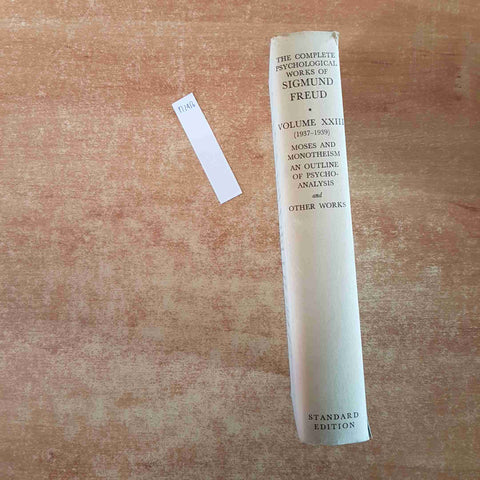 THE COMPLETE
PSYCHOLOGICAL
WORKS OF
SIGMUND
FREUD
VOLUME XXIII
(1937-1939)
MOSES AND
MONOTHEISM
AN OUTLINE
OF PSYCHO-
ANALYSIS
and
OTHER WORKS
STANDARD
EDITION